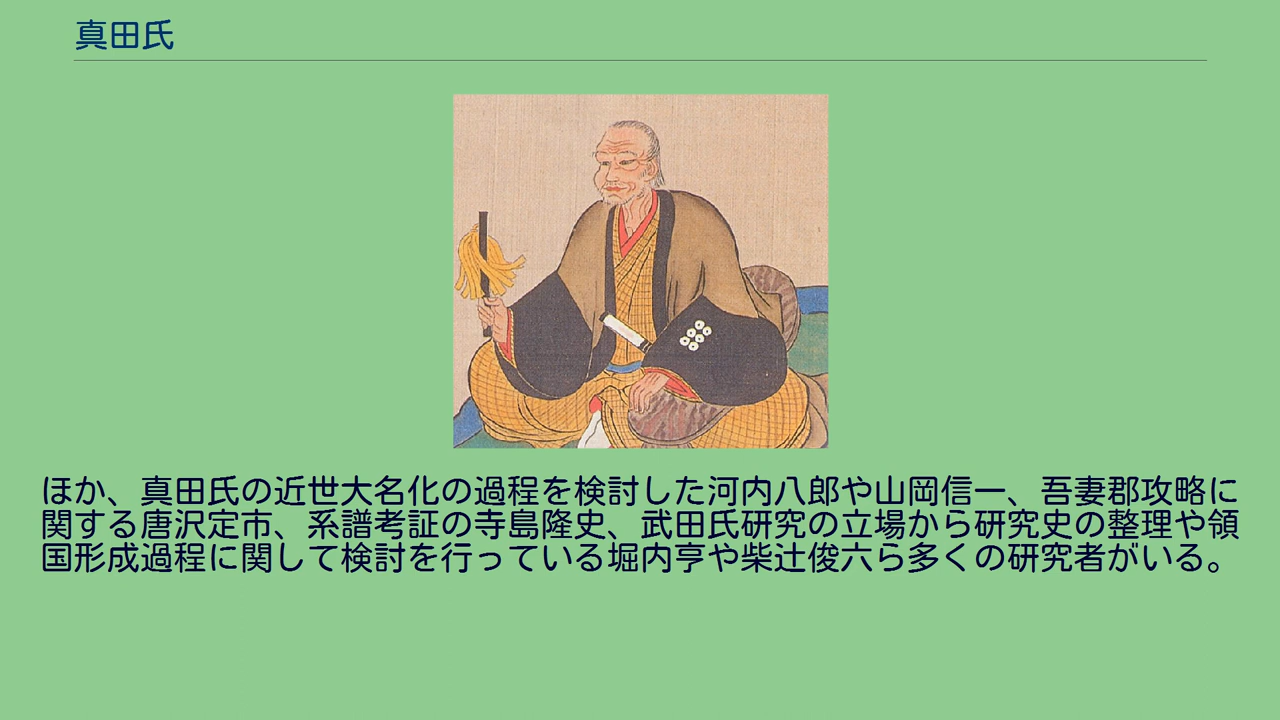 真田氏
ほか、真田氏の近世大名化の過程を検討した河内八郎や山岡信一、吾妻郡攻略に
関する唐沢定市、系譜考証の寺島隆史、武田氏研究の立場から研究史の整理や領
国形成過程に関して検討を行っている堀内亨や柴辻俊六ら多くの研究者がいる。